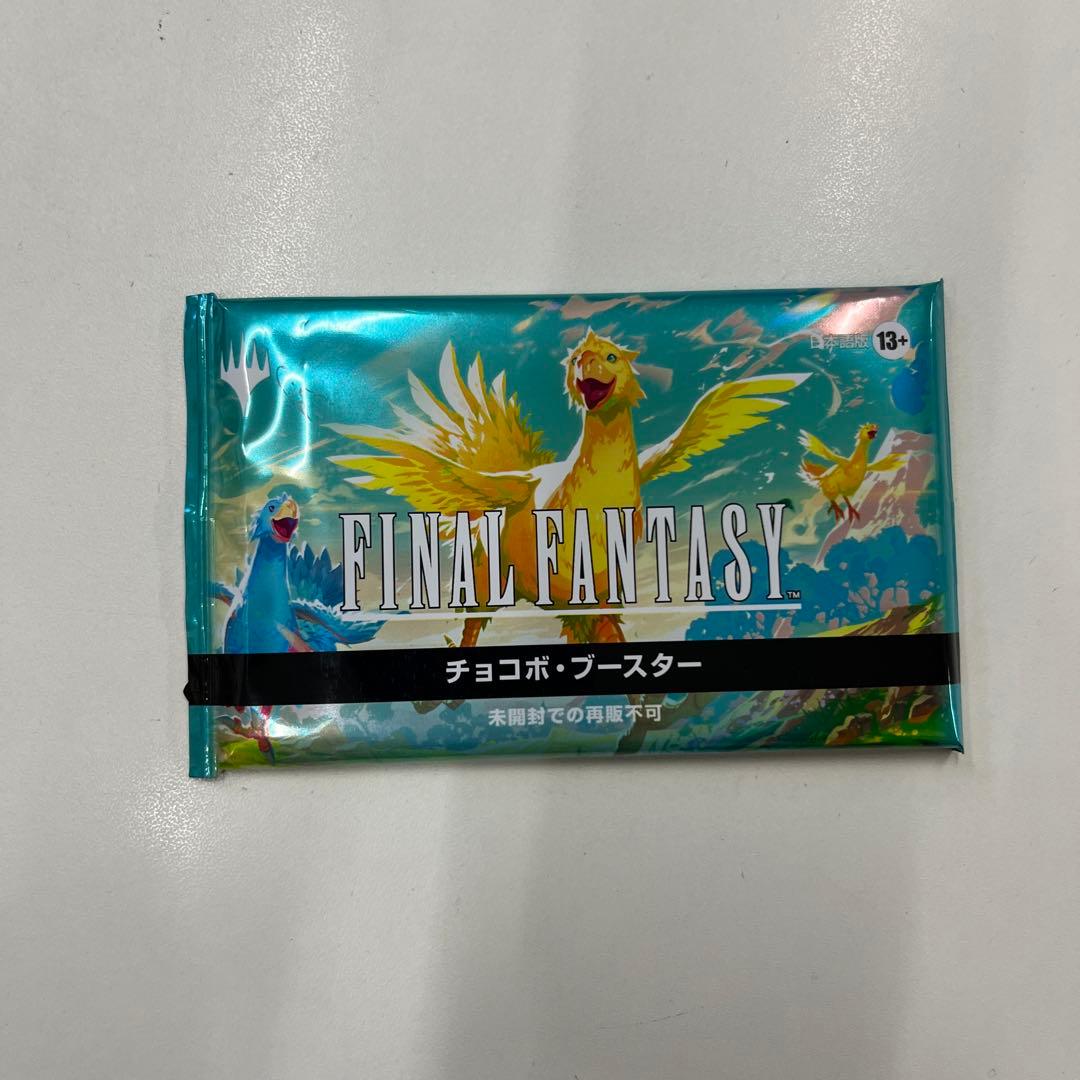 日本語版 13+
FINAL FANTASY™
チョコボ・ブースター
未開封での再販不可